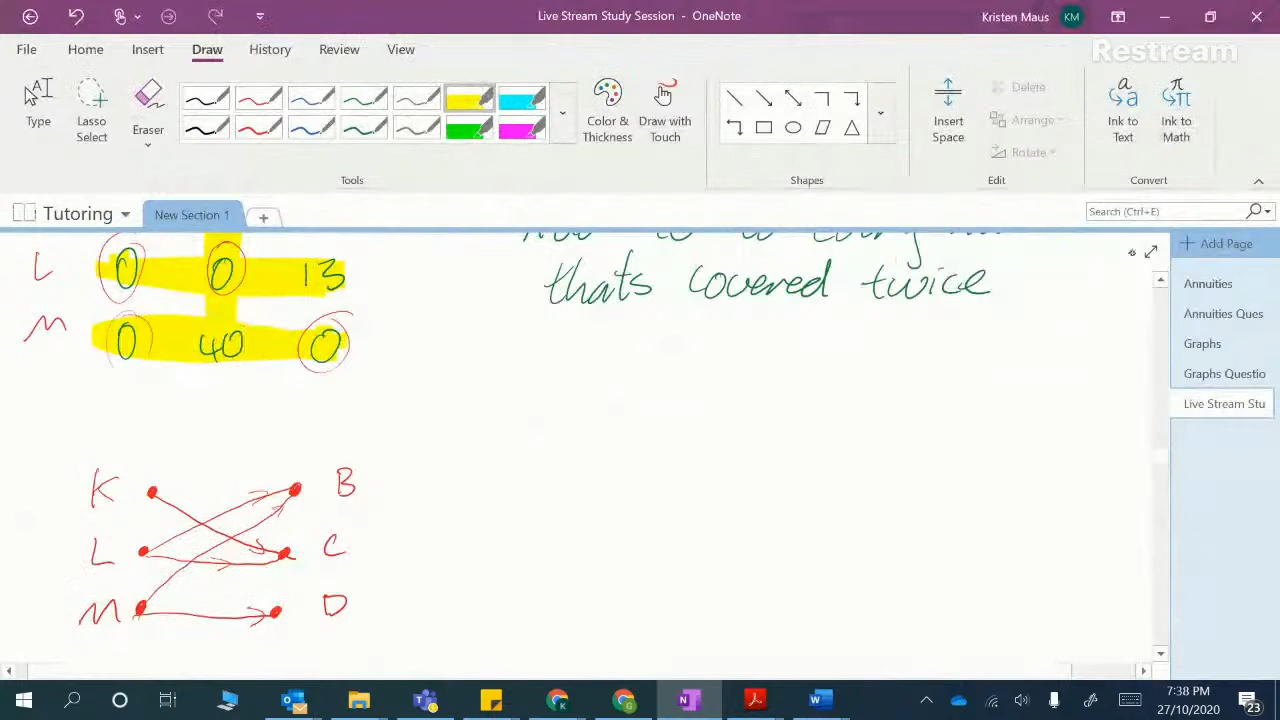 Live Stream Study Session - OneNote
Kristen Maus
KM
Restream
File Home Insert Draw History Review View
Type
Lasso Select
Eraser
Color & Thickness
Draw with Touch
Insert Space
Delete
Arrange
Rotate
Ink to Text
Ink to Math
Tools
Shapes
Edit
Convert
Tutoring
New Section 1
Search (Ctrl+E)
Add Page
Annuities
Annuities Ques
Graphs
Graphs Questio
Live Stream Stu
L 0 0 13
thats covered twice
M 0 40 0
K B
L C
M D
7:38 PM
27/10/2020
23